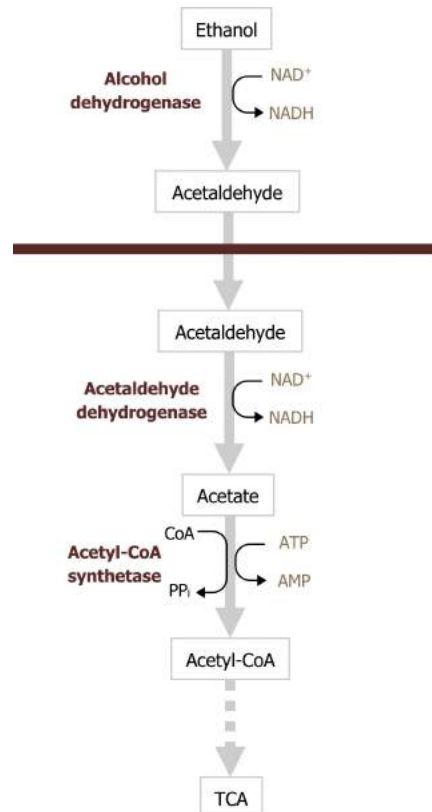 Ethanol
Alcohol
dehydrogenase
NAD⁺
NADH
Acetaldehyde
Acetaldehyde
Acetaldehyde
dehydrogenase
NAD⁺
NADH
Acetate
CoA
ATP
Acetyl-CoA
synthetase
PPᵢ
AMP
Acetyl-CoA
TCA